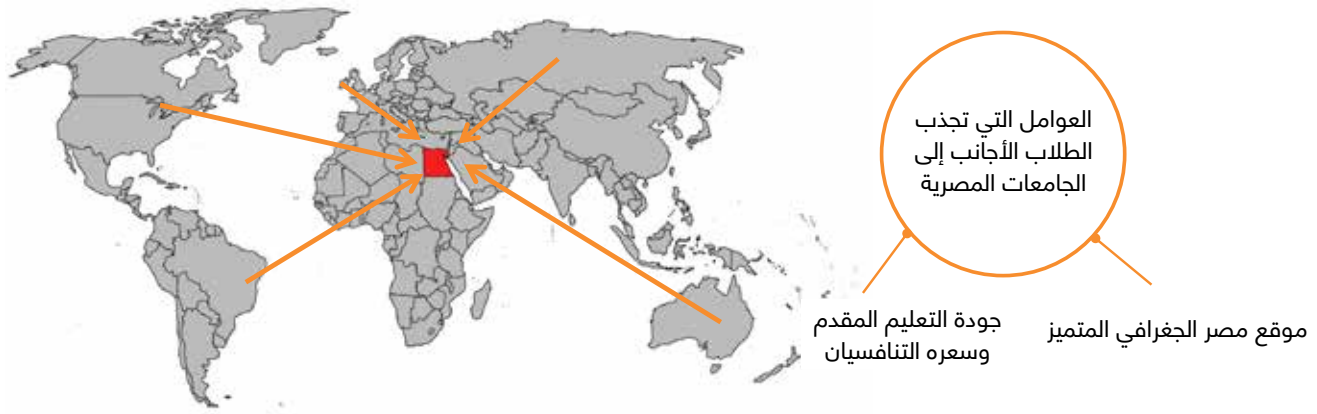 العوامل التي تجذب
الطلاب الأجانب إلى
الجامعات المصرية
موقع مصر الجغرافي المتميز
جودة التعليم المقدم
وسعره التنافسيان